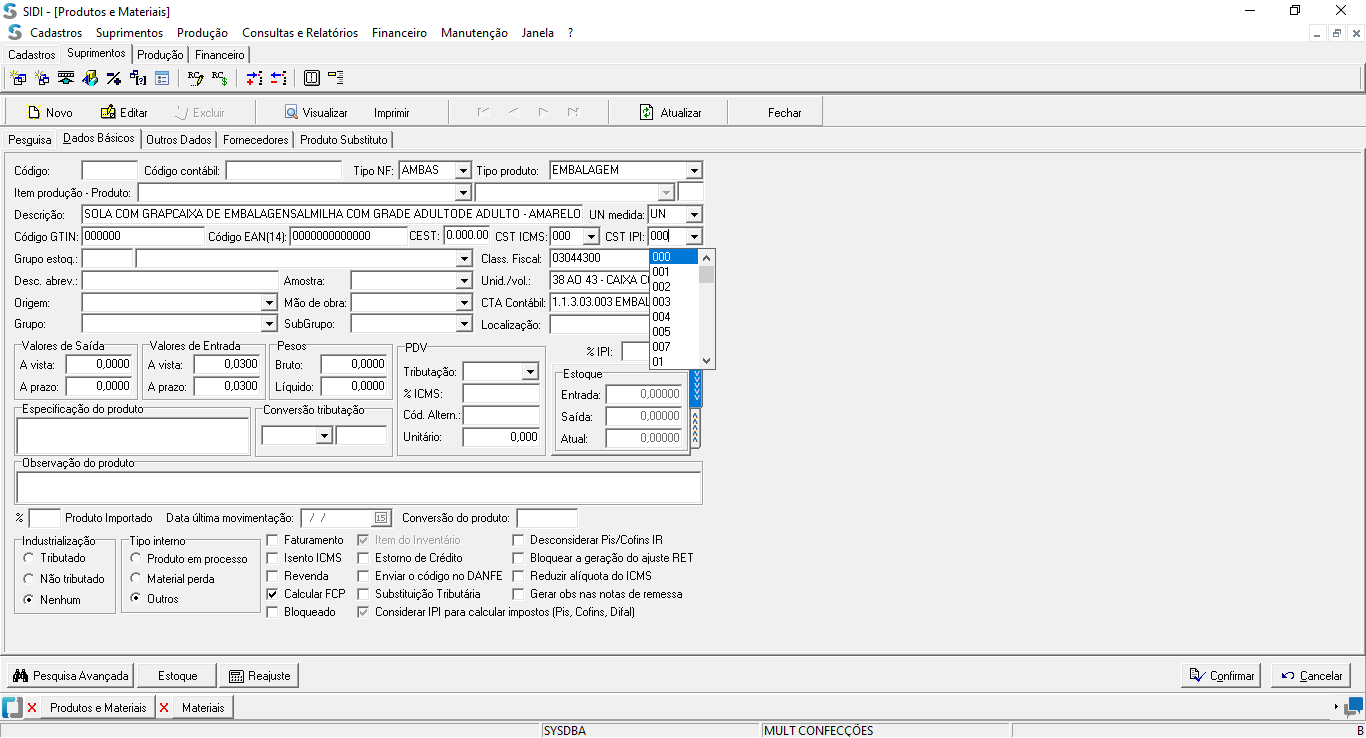 SIDI - [Produtos e Materiais]
Cadastros Suprimentos Produção Consultas e Relatórios Financeiro Manutenção Janela ?
Cadastros Suprimentos Produção Financeiro
Novo Editar Excluir Visualizar Imprimir Atualizar Fechar
Pesquisa Dados Básicos Outros Dados Fornecedores Produto Substituto
Código: Código contábil: Tipo NF: AMBAS Tipo produto: EMBALAGEM
Item produção - Produto:
Descrição: SOLA COM GRAPCAIXA DE EMBALAGENSALMILHA COM GRADE ADULTODE ADULTO - AMARELO UN medida: UN
Código GTIN: 000000 Código EAN(14): 0000000000000 CEST: 0.000.00 CST ICMS: 000 CST IPI: 000
Grupo estoq.: Class. Fiscal: 03044300 000
001
Desc. abrev.: Amostra: Unid./vol.: 38 AO 43 - CAIXA C 002
Origem: Mão de obra: CTA Contábil: 1.1.3.03.003 EMBAL 003
004
Grupo: SubGrupo: Localização: 005
007
01
Valores de Saída Valores de Entrada Pesos PDV % IPI:
A vista: 0,0000 A vista: 0,0300 Bruto: 0,0000 Tributação: Estoque
A prazo: 0,0000 A prazo: 0,0300 Líquido: 0,0000 % ICMS: Entrada: 0,00000
Especificação do produto Conversão tributação Cód. Altern.: Saída: 0,00000
Unitário: 0,000 Atual: 0,00000
Observação do produto
% Produto Importado Data última movimentação: / / 15 Conversão do produto:
Industrialização Tipo interno Faturamento Item do Inventário Desconsiderar Pis/Cofins IR
Tributado Produto em processo Isento ICMS Estorno de Crédito Bloquear a geração do ajuste RET
Não tributado Material perda Revenda Enviar o código no DANFE Reduzir alíquota do ICMS
Nenhum Outros Calcular FCP Substituição Tributária Gerar obs nas notas de remessa
Bloqueado Considerar IPI para calcular impostos (Pis, Cofins, Difal)
Pesquisa Avançada Estoque Reajuste Confirmar Cancelar
Produtos e Materiais Materiais
SYSDBA MULT CONFECÇÕES B